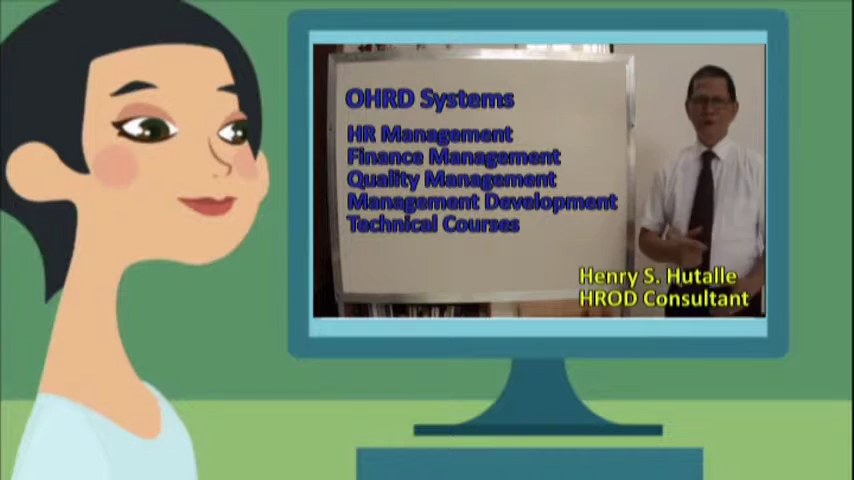 OHRD Systems
HR Management
Finance Management
Quality Management
Management Development
Technical Courses
Henry S. Hutalle
HROD Consultant